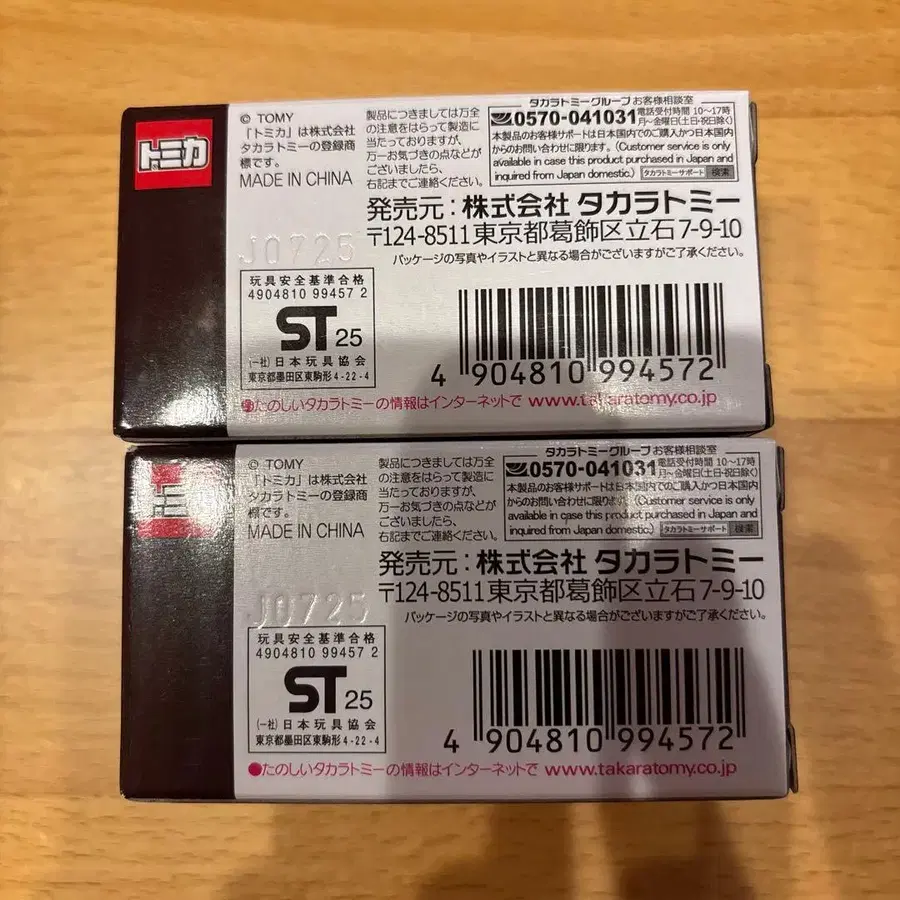 トミカ
© TOMY
「トミカ」は株式会社
タカラトミーの登録商
標です。
MADE IN CHINA
製品につきましては万全
の注意をはらって製造に
当たっておりますが、
万一お気づきの点などが
ございましたら、
右記までご連絡ください。
タカラトミーグループ お客様相談室
0570-041031 電話受付時間 10〜17時
月〜金曜日(土・日・祝日除く)
本製品のお客様サポートは日本国内でのご購入かつ日本国内
からのお問い合わせに限ります。(Customer service is only
available in case this product purchased in Japan and
inquired from Japan domestic.) タカラトミーサポート 検索
発売元:株式会社 タカラトミー
〒124-8511東京都葛飾区立石7-9-10
パッケージの写真やイラストと異なる場合がございますがご了承ください。
J0725
玩具安全基準合格
4904810 99457 2
ST 25
(一社)日本玩具協会
東京都墨田区東駒形4-22-4
4 904810 994572
●たのしいタカラトミーの情報はインターネットで www.takaratomy.co.jp
トミカ
© TOMY
「トミカ」は株式会社
タカラトミーの登録商
標です。
MADE IN CHINA
製品につきましては万全
の注意をはらって製造に
当たっておりますが、
万一お気づきの点などが
ございましたら、
右記までご連絡ください。
タカラトミーグループ お客様相談室
0570-041031 電話受付時間 10〜17時
月〜金曜日(土・日・祝日除く)
本製品のお客様サポートは日本国内でのご購入かつ日本国内
からのお問い合わせに限ります。(Customer service is only
available in case this product purchased in Japan and
inquired from Japan domestic.) タカラトミーサポート 検索
発売元:株式会社 タカラトミー
〒124-8511東京都葛飾区立石7-9-10
パッケージの写真やイラストと異なる場合がございますがご了承ください。
J0725
玩具安全基準合格
4904810 99457 2
ST 25
(一社)日本玩具協会
東京都墨田区東駒形4-22-4
4 904810 994572
●たのしいタカラトミーの情報はインターネットで www.takaratomy.co.jp